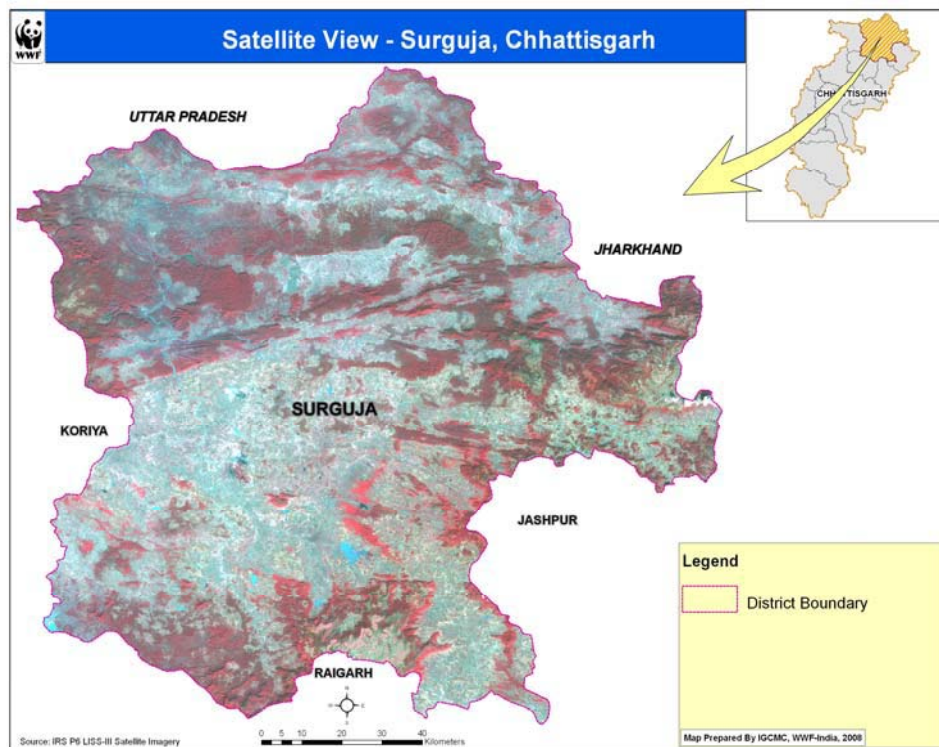 WWF
Satellite View - Surguja, Chhattisgarh
CHHATTISGARH
UTTAR PRADESH
JHARKHAND
SURGUJA
KORIYA
JASHPUR
RAIGARH
Legend
District Boundary
0 5 10 20 30 40
Kilometers
Source: IRS P6 LISS-III Satellite Imagery
Map Prepared By IGCMC, WWF-India, 2008